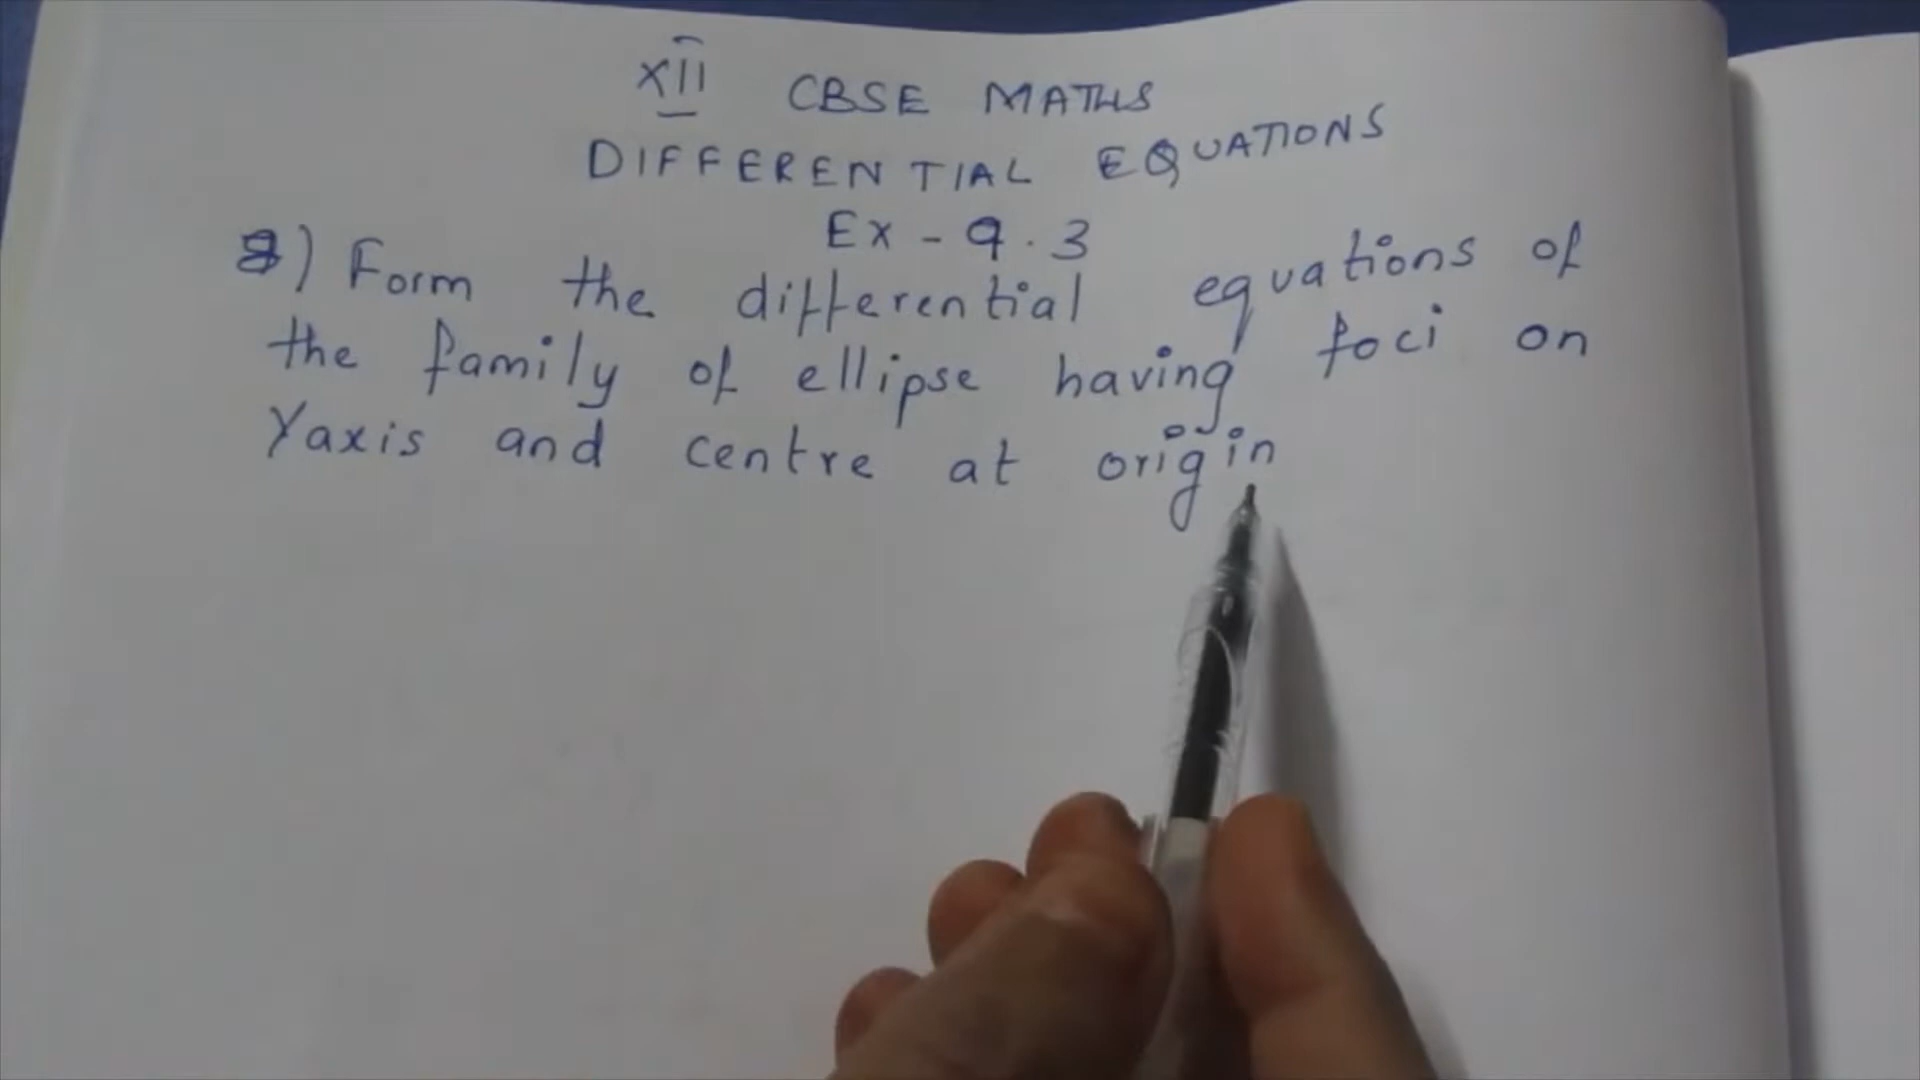 XII CBSE MATHS
DIFFERENTIAL EQUATIONS
Ex - 9.3
8) Form the differential equations of
the family of ellipse having foci on
Yaxis and centre at origin